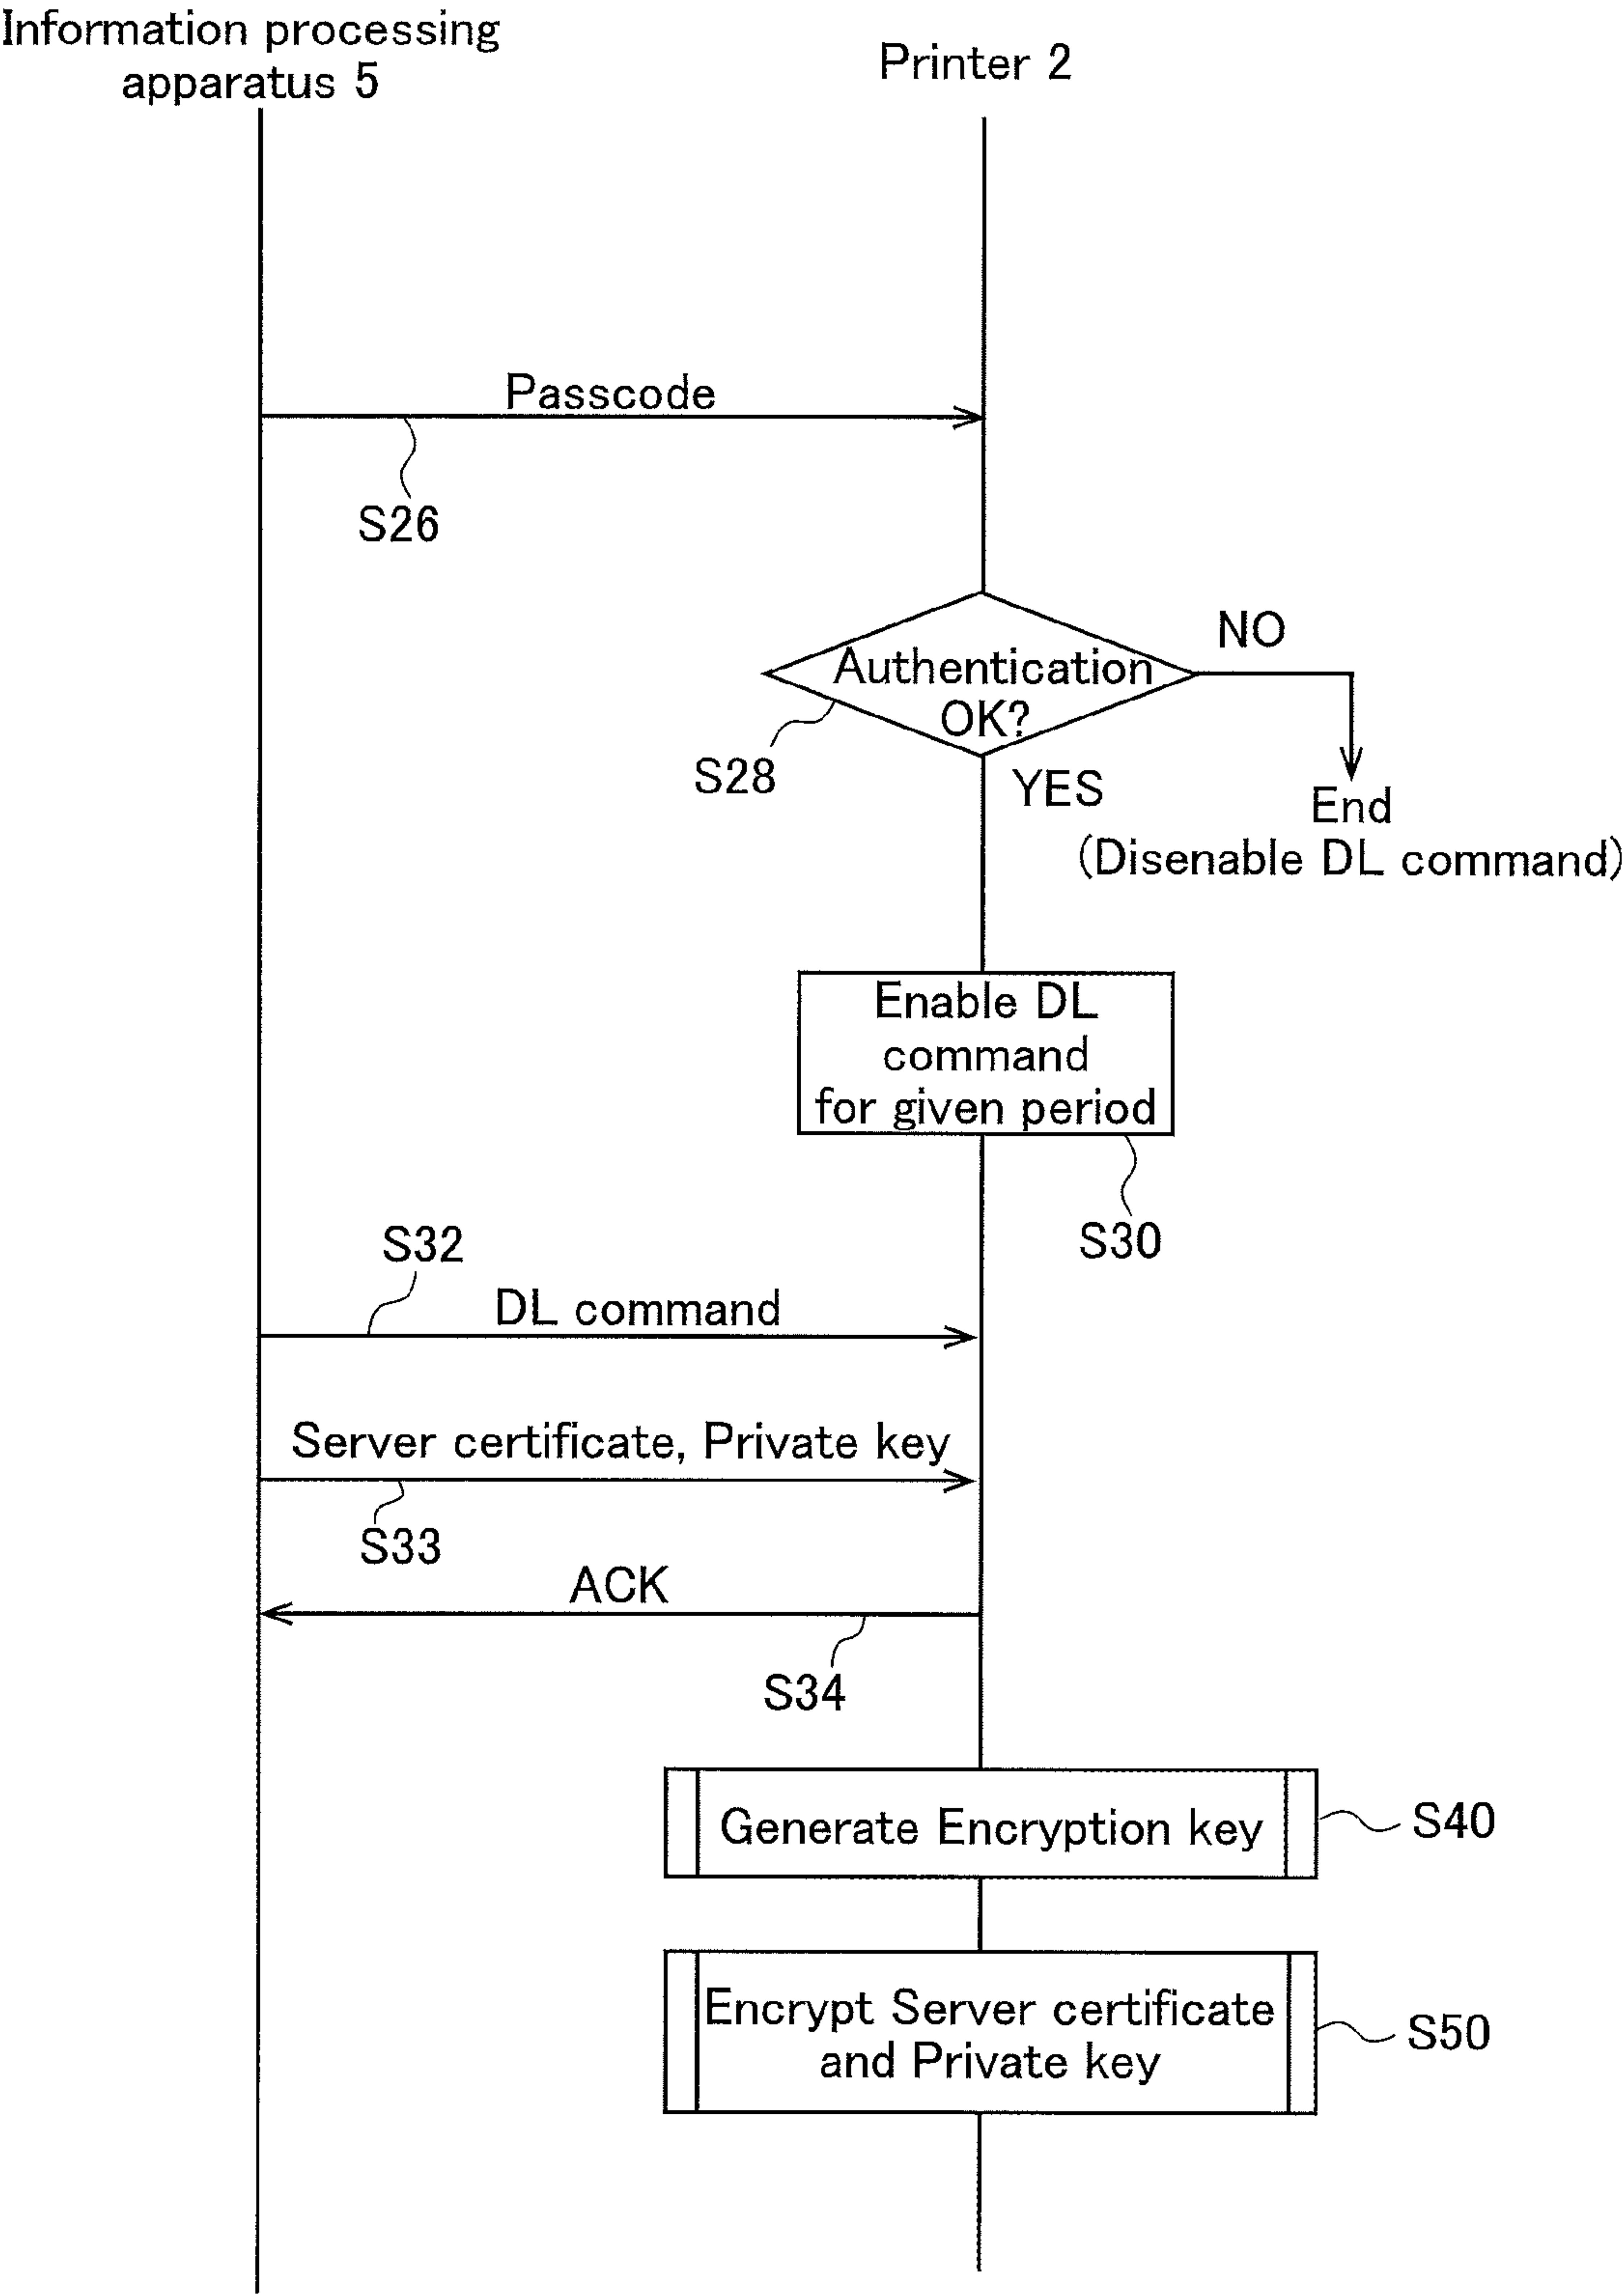 Information processing
apparatus 5
Printer 2
Passcode
S26
NO
Authentication
OK?
S28
YES
End
(Disenable DL command)
Enable DL
command
for given period
S30
S32
DL command
Server certificate, Private key
S33
ACK
S34
Generate Encryption key
S40
Encrypt Server certificate
and Private key
S50